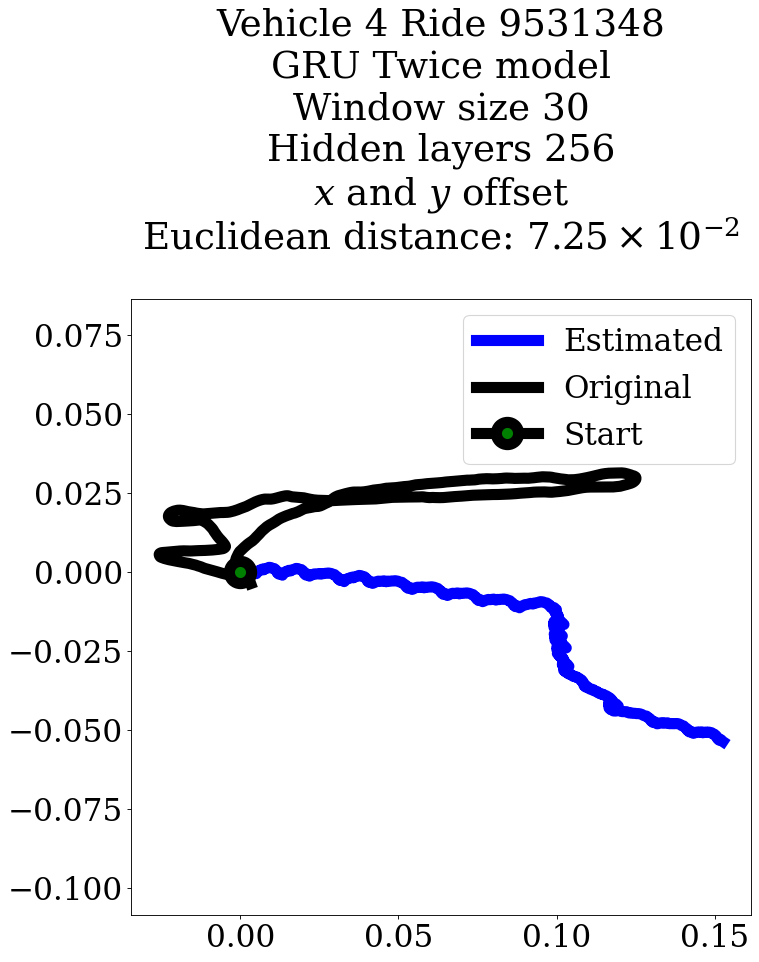 Vehicle 4 Ride 9531348
GRU Twice model
Window size 30
Hidden layers 256
x and y offset
Euclidean distance: 7.25 × 10⁻²
Estimated
Original
Start
0.075
0.050
0.025
0.000
−0.025
−0.050
−0.075
−0.100
0.00 0.05 0.10 0.15